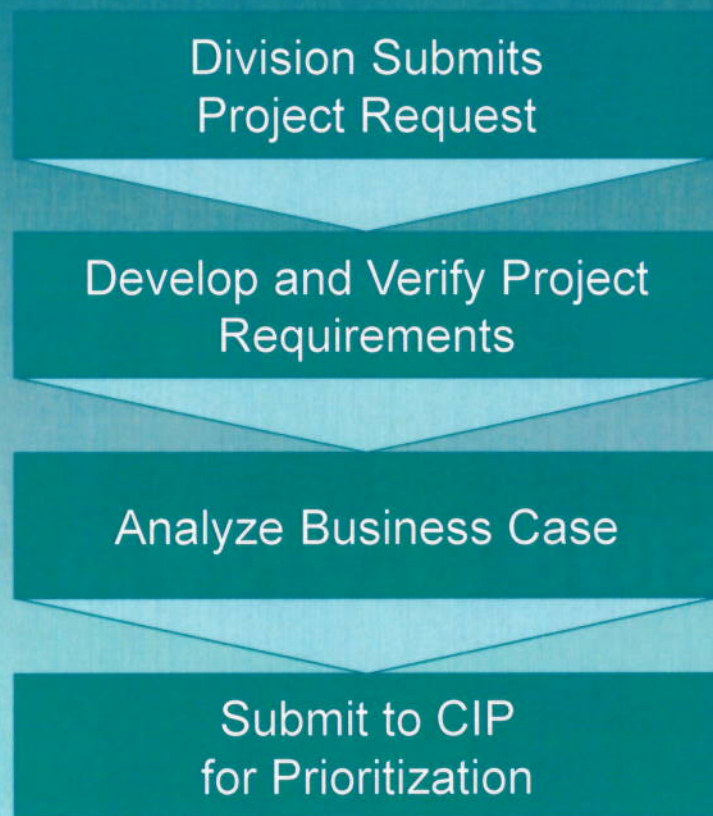 Division Submits
Project Request
Develop and Verify Project
Requirements
Analyze Business Case
Submit to CIP
for Prioritization